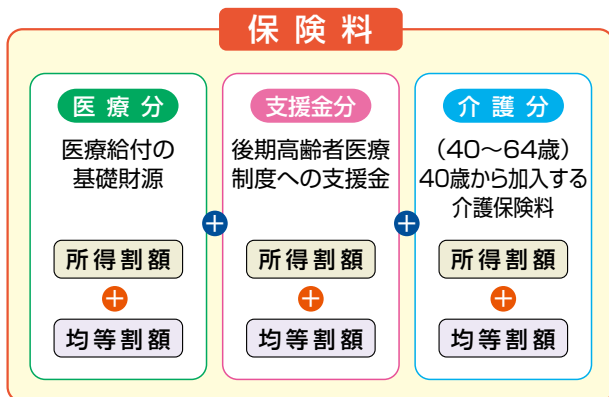 保険料
医療分
医療給付の
基礎財源
所得割額
+
均等割額
+
支援金分
後期高齢者医療
制度への支援金
所得割額
+
均等割額
+
介護分
(40~64歳)
40歳から加入する
介護保険料
所得割額
+
均等割額